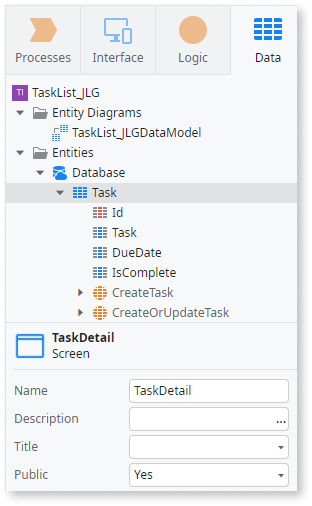 Processes Interface Logic Data
TI TaskList_JLG
Entity Diagrams
TaskList_JLGDataModel
Entities
Database
Task
Id
Task
DueDate
IsComplete
CreateTask
CreateOrUpdateTask
TaskDetail
Screen
Name TaskDetail
Description ...
Title
Public Yes